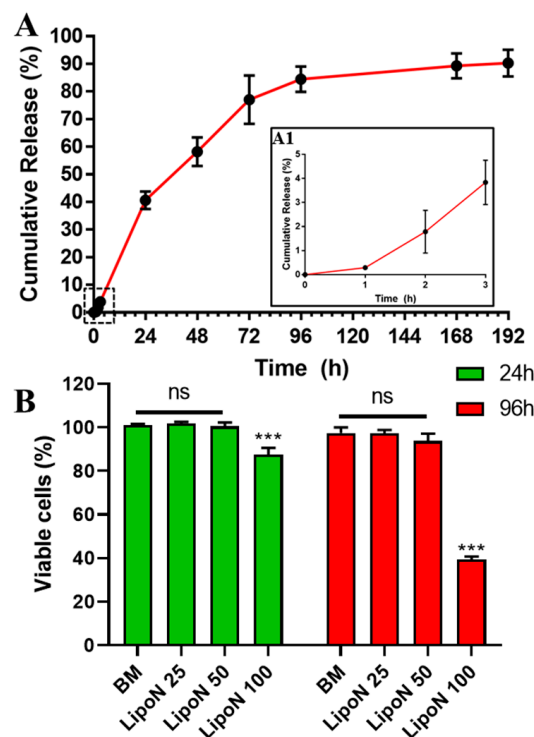 A
Cumulative Release (%)
100
90
80
70
60
50
40
30
20
10
0
0 24 48 72 96 120 144 168 192
Time (h)
A1
Cumulative Release (%)
5
4
3
2
1
0
0 1 2 3
Time (h)
24h
96h
B
Viable cells (%)
120
100
80
60
40
20
0
ns
***
ns
***
BM LipoN 25 LipoN 50 LipoN 100 BM LipoN 25 LipoN 50 LipoN 100